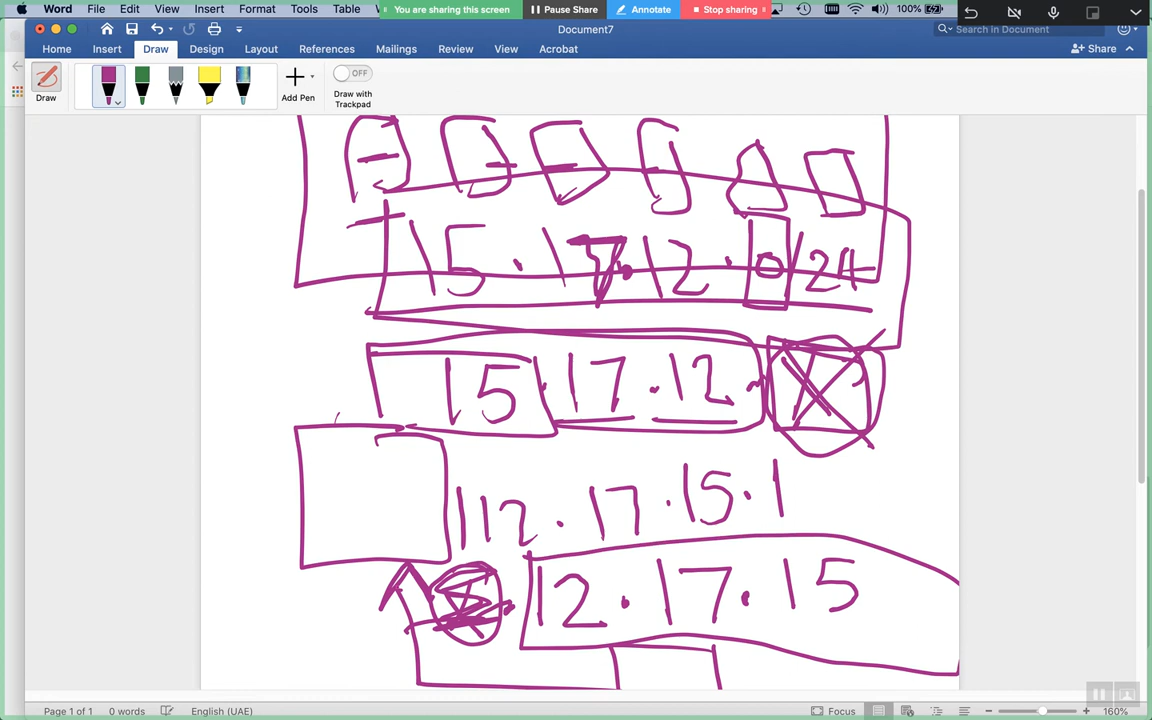 Word File Edit View Insert Format Tools Table You are sharing this screen Pause Share Annotate Stop sharing 100%
Document7
Search in Document
Home Insert Draw Design Layout References Mailings Review View Acrobat Share
Draw Add Pen OFF
Draw with
Trackpad
15.17.12.0/24
15.17.12.
112.17.15.1
12.17.15
Page 1 of 1 0 words English (UAE) Focus 160%